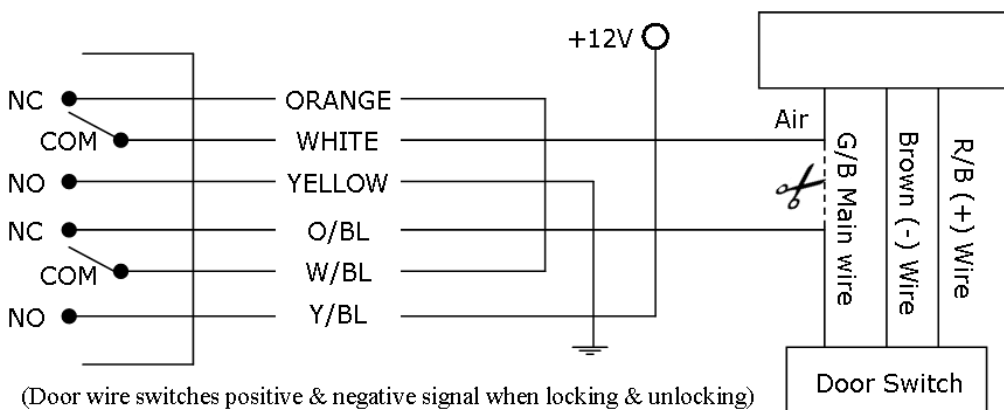 +12V
NC
ORANGE
COM
WHITE
Air
NO
YELLOW
NC
O/BL
COM
W/BL
NO
Y/BL
G/B Main wire
Brown (-) Wire
R/B (+) Wire
Door Switch
(Door wire switches positive & negative signal when locking & unlocking)